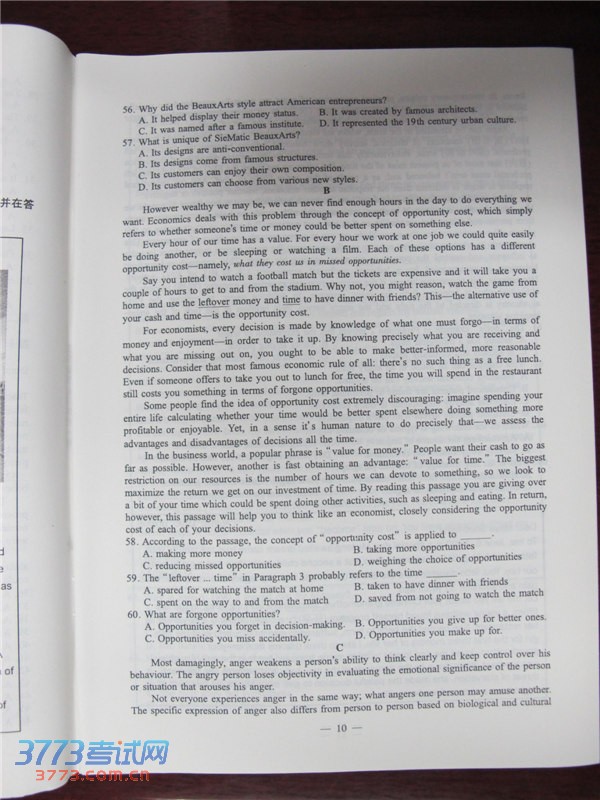 56. Why did the BeauxArts style attract American entrepreneurs?
A. It helped display their money status. B. It was created by famous architects.
C. It was named after a famous institute. D. It represented the 19th century urban culture.
57. What is unique of SieMatic BeauxArts?
A. Its designs are anti-conventional.
B. Its designs come from famous structures.
C. Its customers can enjoy their own composition.
D. Its customers can choose from various new styles.
B
However wealthy we may be, we can never find enough hours in the day to do everything we
want. Economics deals with this problem through the concept of opportunity cost, which simply
refers to whether someone's time or money could be better spent on something else.
Every hour of our time has a value. For every hour we work at one job we could quite easily
be doing another, or be sleeping or watching a film. Each of these options has a different
opportunity cost—namely, what they cost us in missed opportunities.
Say you intend to watch a football match but the tickets are expensive and it will take you a
couple of hours to get to and from the stadium. Why not, you might reason, watch the game from
home and use the leftover money and time to have dinner with friends? This—the alternative use of
your cash and time—is the opportunity cost.
For economists, every decision is made by knowledge of what one must forgo—in terms of
money and enjoyment—in order to take it up. By knowing precisely what you are receiving and
what you are missing out on, you ought to be able to make better-informed, more reasonable
decisions. Consider that most famous economic rule of all: there's no such thing as a free lunch.
Even if someone offers to take you out to lunch for free, the time you will spend in the restaurant
still costs you something in terms of forgone opportunities.
Some people find the idea of opportunity cost extremely discouraging: imagine spending your
entire life calculating whether your time would be better spent elsewhere doing something more
profitable or enjoyable. Yet, in a sense it's human nature to do precisely that—we assess the
advantages and disadvantages of decisions all the time.
In the business world, a popular phrase is "value for money." People want their cash to go as
far as possible. However, another is fast obtaining an advantage: "value for time." The biggest
restriction on our resources is the number of hours we can devote to something, so we look to
maximize the return we get on our investment of time. By reading this passage you are giving over
a bit of your time which could be spent doing other activities, such as sleeping and eating. In return,
however, this passage will help you to think like an economist, closely considering the opportunity
cost of each of your decisions.
58. According to the passage, the concept of "opportunity cost" is applied to ______.
A. making more money B. taking more opportunities
C. reducing missed opportunities D. weighing the choice of opportunities
59. The "leftover ... time" in Paragraph 3 probably refers to the time ______.
A. spared for watching the match at home B. taken to have dinner with friends
C. spent on the way to and from the match D. saved from not going to watch the match
60. What are forgone opportunities?
A. Opportunities you forget in decision-making. B. Opportunities you give up for better ones.
C. Opportunities you miss accidentally. D. Opportunities you make up for.
C
Most damagingly, anger weakens a person's ability to think clearly and keep control over his
behaviour. The angry person loses objectivity in evaluating the emotional significance of the person
or situation that arouses his anger.
Not everyone experiences anger in the same way; what angers one person may amuse another.
The specific expression of anger also differs from person to person based on biological and cultural
— 10 —
并在答
as
of
of
3773考试网
3773.com.cn